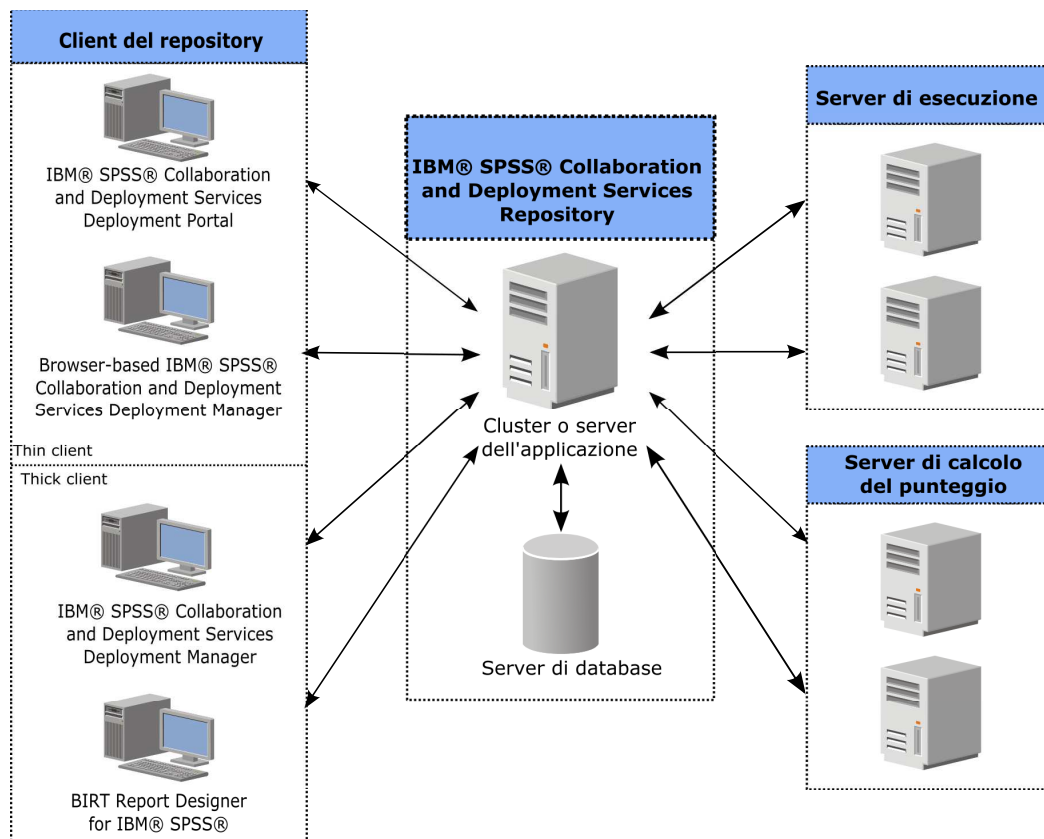 Client del repository
IBM® SPSS® Collaboration
and Deployment Services
Deployment Portal
Browser-based IBM® SPSS®
Collaboration and Deployment
Services Deployment Manager
Thin client
Thick client
IBM® SPSS® Collaboration
and Deployment Services
Deployment Manager
BIRT Report Designer
for IBM® SPSS®
IBM® SPSS® Collaboration
and Deployment Services
Repository
Cluster o server
dell'applicazione
Server di database
Server di esecuzione
Server di calcolo
del punteggio